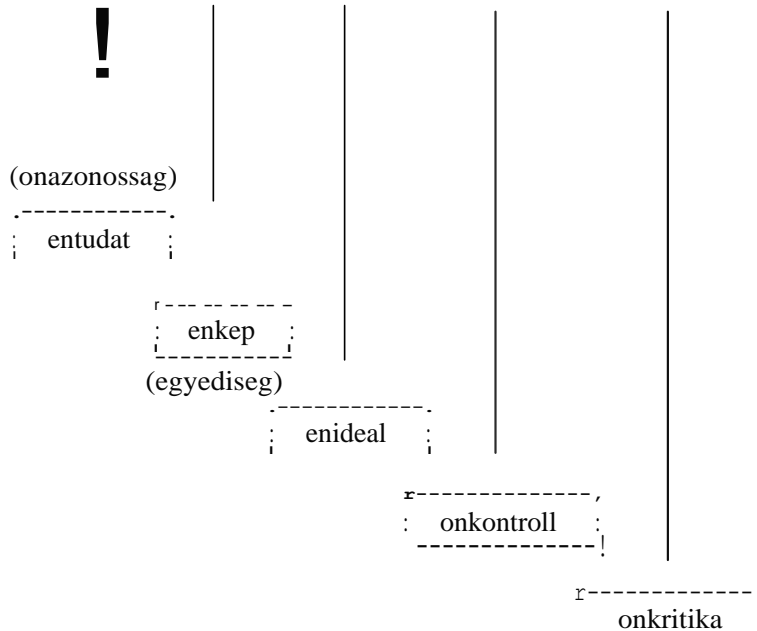 !
(onazonossag)
entudat
enkep
(egyediseg)
enideal
onkontroll
onkritika